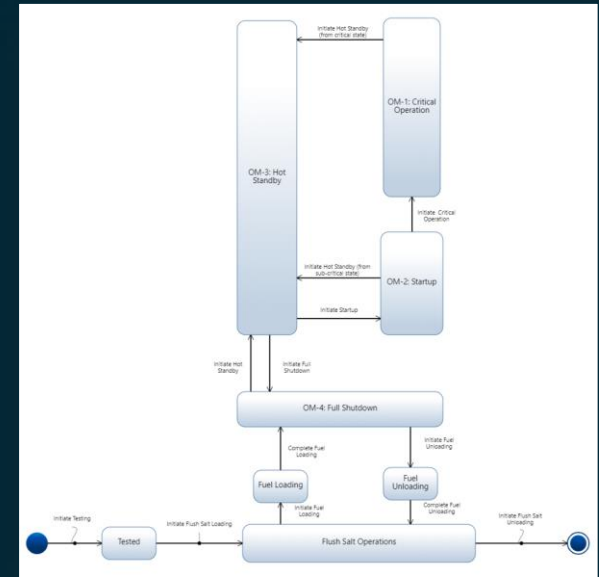 Initiate Hot Standby
(from critical state)
OM-1: Critical
Operation
OM-3: Hot
Standby
Initiate Critical
Operation
Initiate Hot Standby (from
sub-critical state)
OM-2: Startup
Initiate Startup
Initiate Hot
Standby
Initiate Full
Shutdown
OM-4: Full Shutdown
Complete Fuel
Loading
Initiate Fuel
Unloading
Fuel Loading
Fuel
Unloading
Initiate Fuel
Loading
Complete Fuel
Unloading
Initiate Testing
Initiate Flush Salt Loading
Initiate Flush Salt
Unloading
Tested
Flush Salt Operations